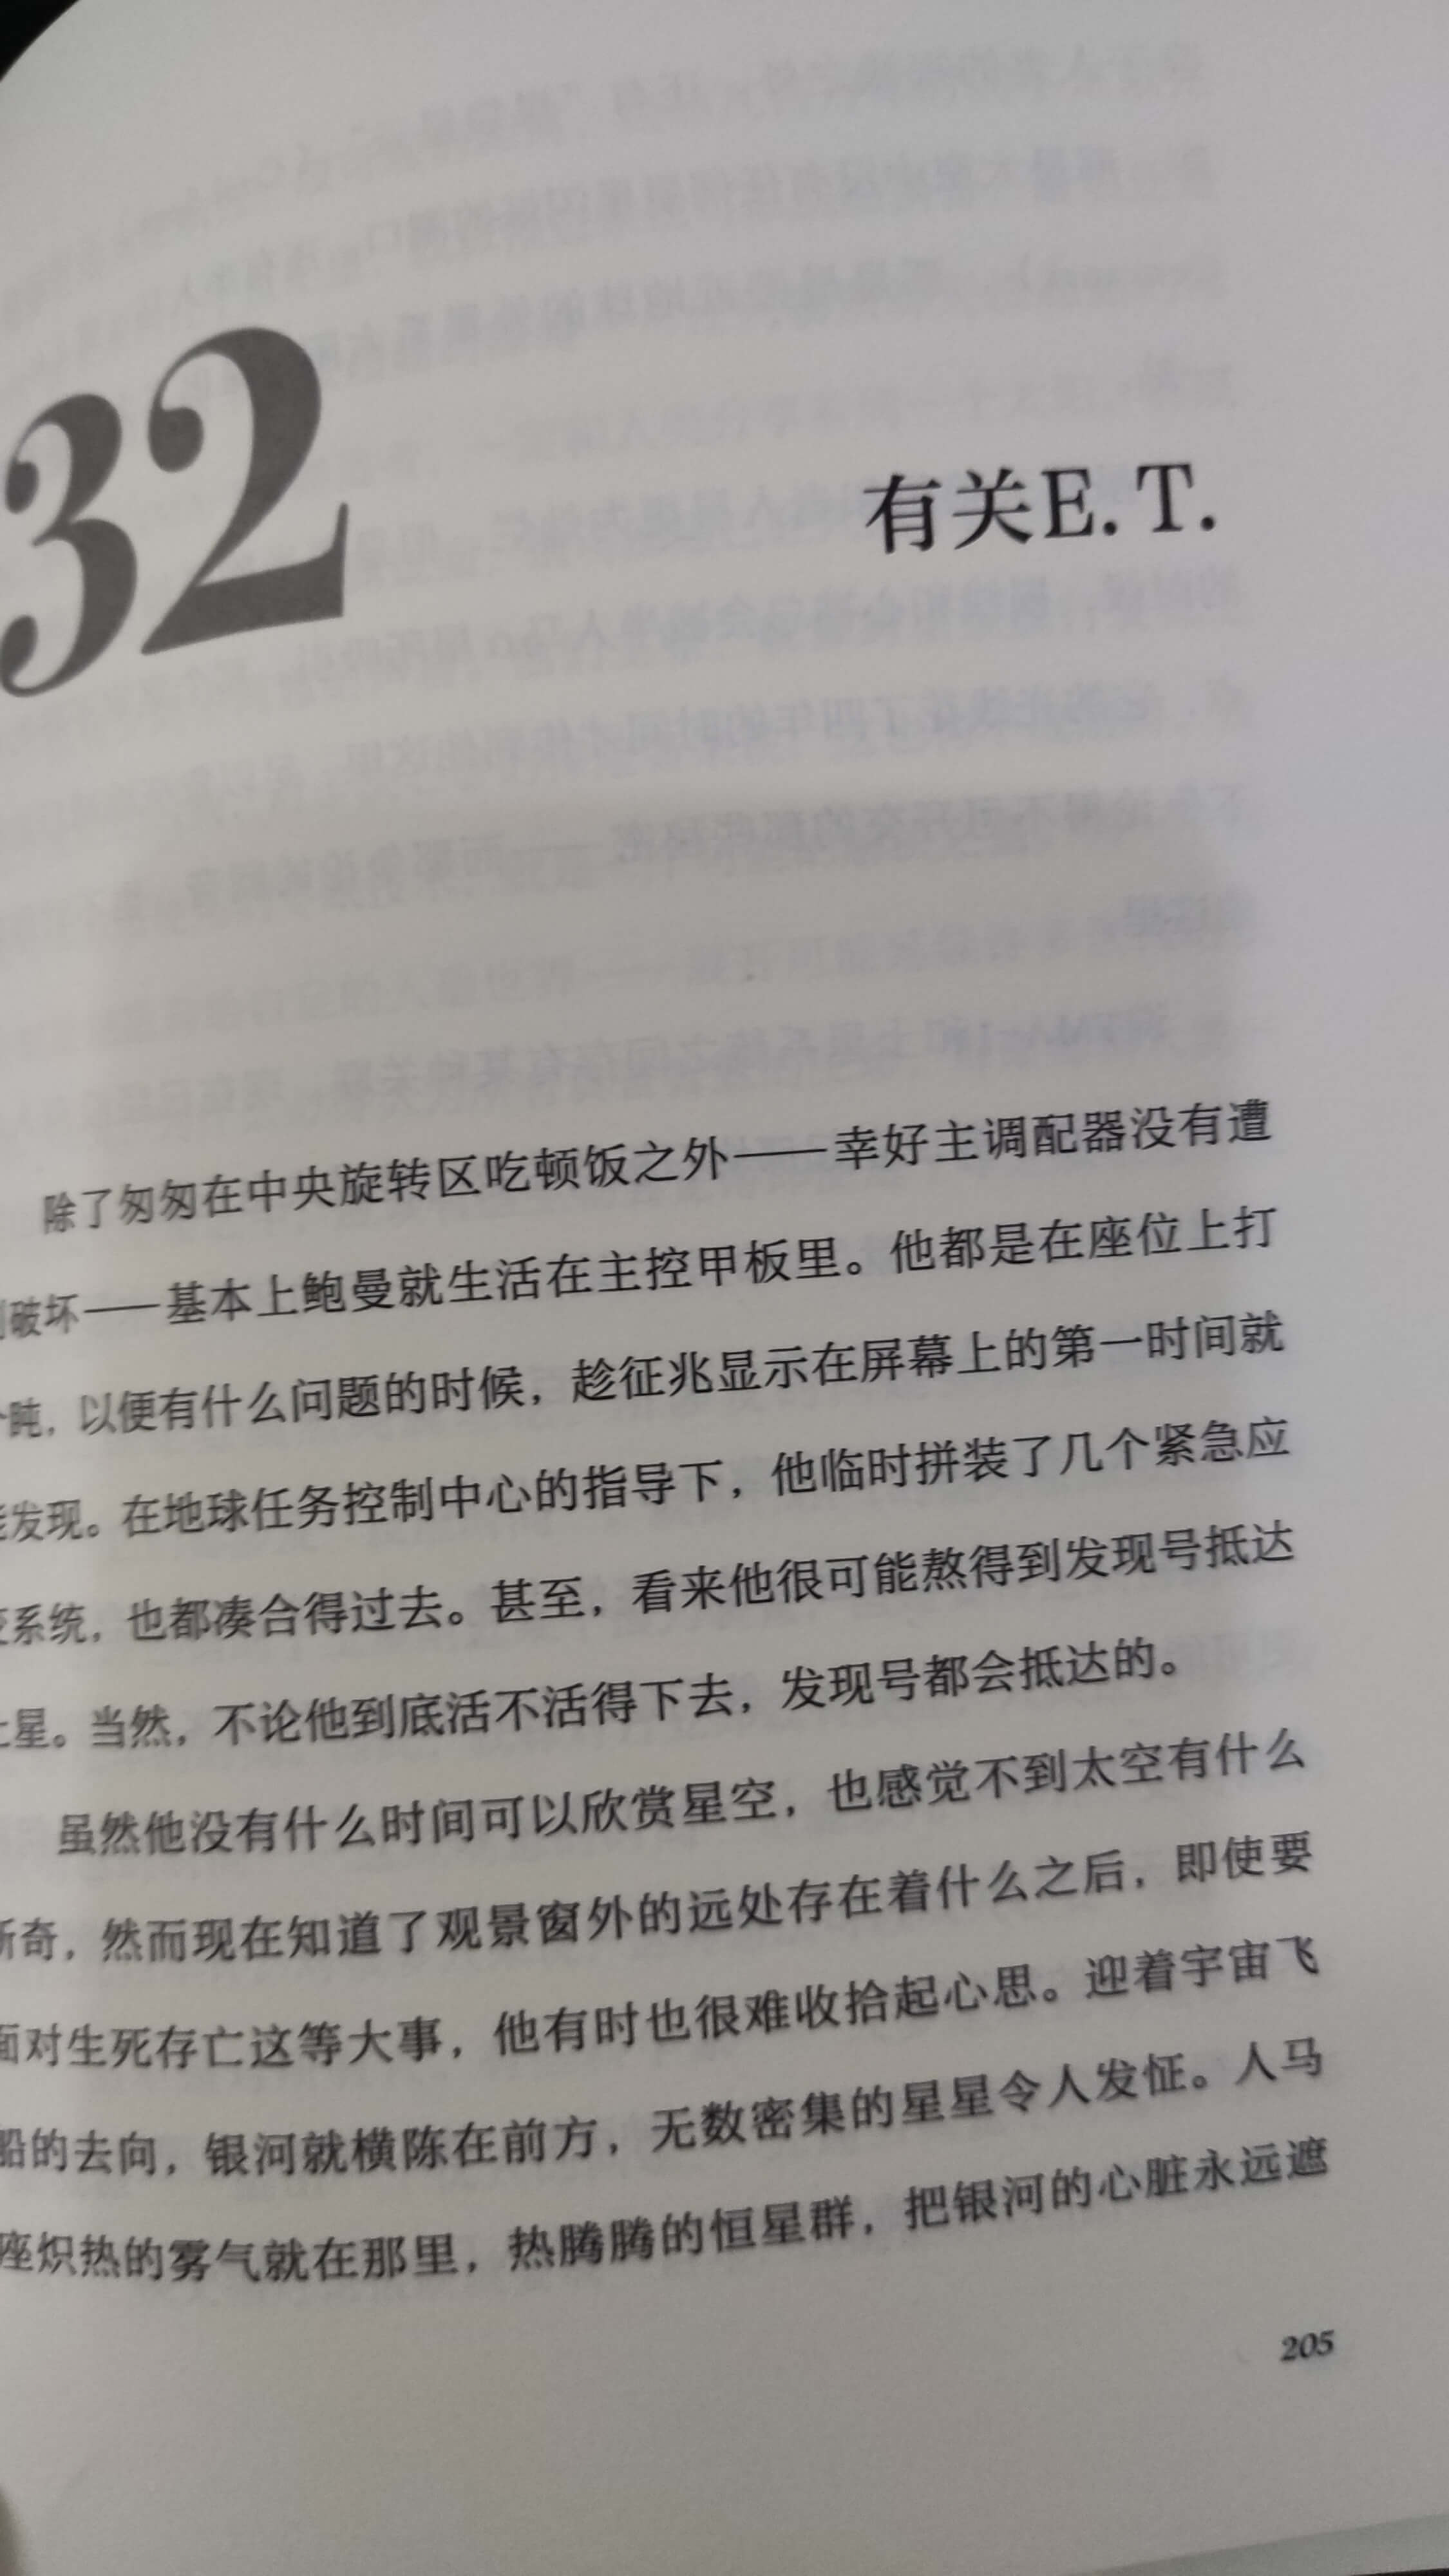 32
有关E.T.
除了匆匆在中央旋转区吃顿饭之外——幸好主调配器没有遭
破坏——基本上鲍曼就生活在主控甲板里。他都是在座位上打
盹，以便有什么问题的时候，趁征兆显示在屏幕上的第一时间就
发现。在地球任务控制中心的指导下，他临时拼装了几个紧急应
系统，也都凑合得过去。甚至，看来他很可能熬得到发现号抵达
星。当然，不论他到底活不活得下去，发现号都会抵达的。
虽然他没有什么时间可以欣赏星空，也感觉不到太空有什么
奇，然而现在知道了观景窗外的远处存在着什么之后，即使要
面对生死存亡这等大事，他有时也很难收拾起心思。迎着宇宙飞
船的去向，银河就横陈在前方，无数密集的星星令人发怔。人马
座炽热的雾气就在那里，热腾腾的恒星群，把银河的心脏永远遮
205